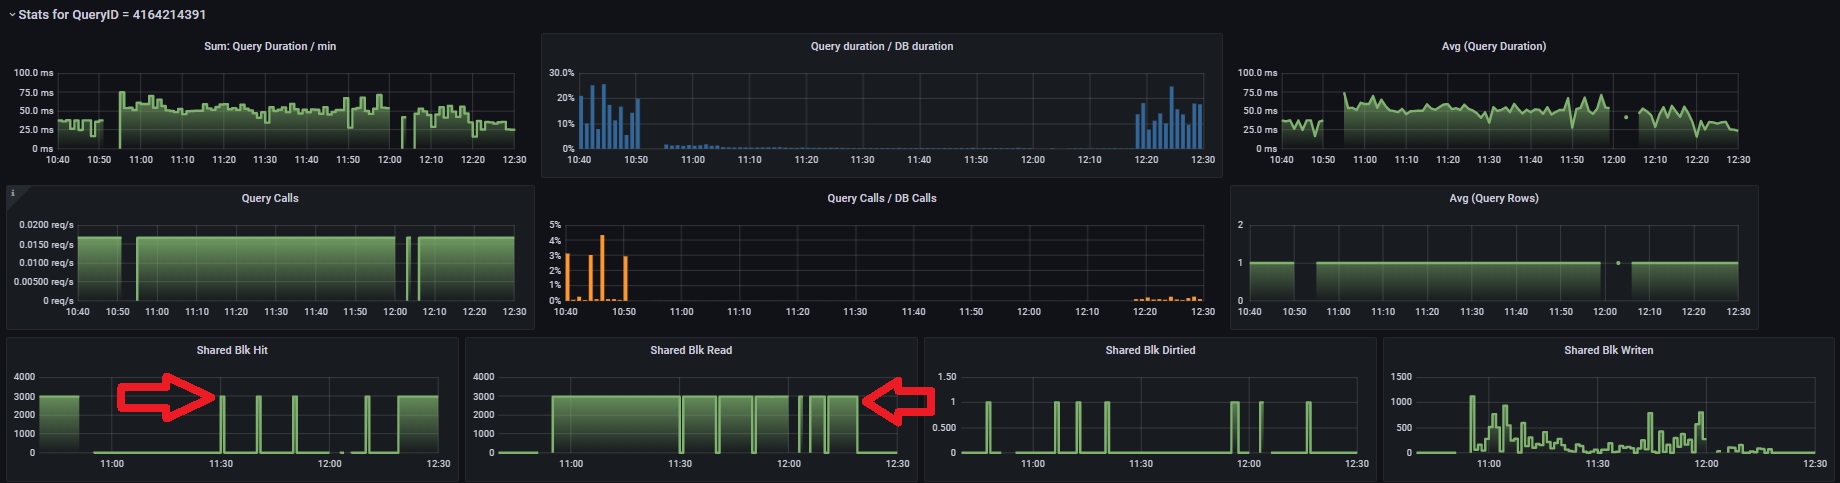 Stats for QueryID = 4164214391
Sum: Query Duration / min
100.0 ms
75.0 ms
50.0 ms
25.0 ms
0 ms
10:40 10:50 11:00 11:10 11:20 11:30 11:40 11:50 12:00 12:10 12:20 12:30
Query duration / DB duration
30.0%
20%
10%
0%
10:40 10:50 11:00 11:10 11:20 11:30 11:40 11:50 12:00 12:10 12:20 12:30
Avg (Query Duration)
100.0 ms
75.0 ms
50.0 ms
25.0 ms
0 ms
10:40 10:50 11:00 11:10 11:20 11:30 11:40 11:50 12:00 12:10 12:20 12:30
i
Query Calls
0.0200 req/s
0.0150 req/s
0.0100 req/s
0.00500 req/s
0 req/s
10:40 10:50 11:00 11:10 11:20 11:30 11:40 11:50 12:00 12:10 12:20 12:30
Query Calls / DB Calls
5%
4%
3%
2%
1%
0%
10:40 10:50 11:00 11:10 11:20 11:30 11:40 11:50 12:00 12:10 12:20 12:30
Avg (Query Rows)
2
1
0
10:40 10:50 11:00 11:10 11:20 11:30 11:40 11:50 12:00 12:10 12:20 12:30
Shared Blk Hit
4000
3000
2000
1000
0
11:00 11:30 12:00 12:30
Shared Blk Read
4000
3000
2000
1000
0
11:00 11:30 12:00 12:30
Shared Blk Dirtied
1.50
1
0.500
0
11:00 11:30 12:00 12:30
Shared Blk Writen
1500
1000
500
0
11:00 11:30 12:00 12:30